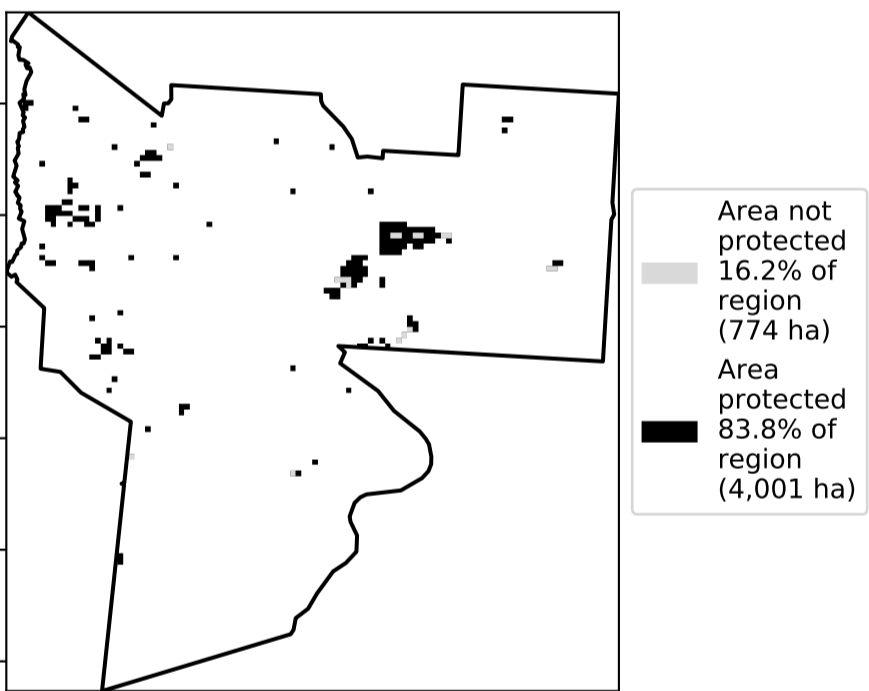 Area not
protected
16.2% of
region
(774 ha)
Area
protected
83.8% of
region
(4,001 ha)